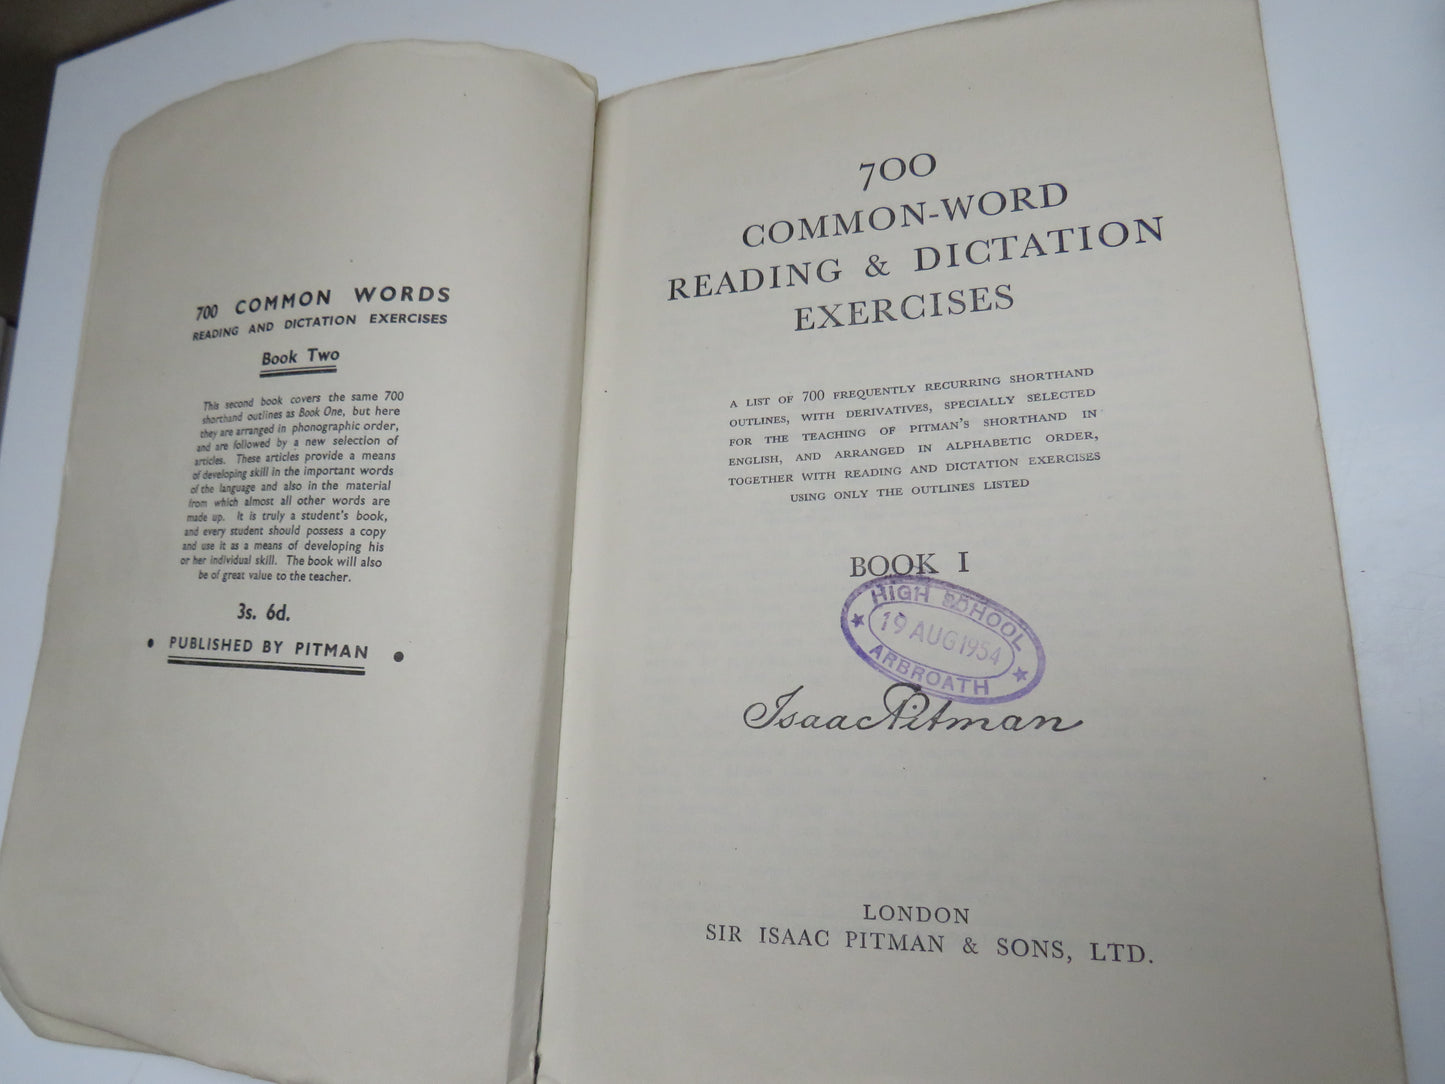 700 COMMON WORDS
READING AND DICTATION EXERCISES
Book Two
This second book covers the same 700
shorthand outlines as Book One, but here
they are arranged in phonographic order,
and are followed by a new selection of
articles. These articles provide a means
of developing skill in the important words
of the language and also in the material
from which almost all other words are
made up. It is truly a student's book,
and every student should possess a copy
and use it as a means of developing his
or her individual skill. The book will also
be of great value to the teacher.
3s. 6d.
• PUBLISHED BY PITMAN •
700
COMMON-WORD
READING & DICTATION
EXERCISES
A LIST OF 700 FREQUENTLY RECURRING SHORTHAND
OUTLINES, WITH DERIVATIVES, SPECIALLY SELECTED
FOR THE TEACHING OF PITMAN'S SHORTHAND IN
ENGLISH, AND ARRANGED IN ALPHABETIC ORDER,
TOGETHER WITH READING AND DICTATION EXERCISES
USING ONLY THE OUTLINES LISTED
BOOK I
HIGH SCHOOL
19 AUG 1954
ARBROATH
Isaac Pitman
LONDON
SIR ISAAC PITMAN & SONS, LTD.